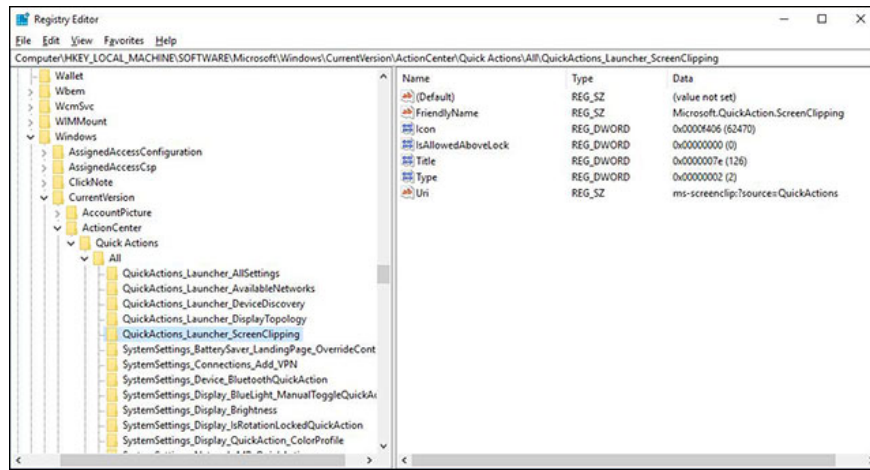 Registry Editor
File Edit View Favorites Help
Computer\HKEY_LOCAL_MACHINE\SOFTWARE\Microsoft\Windows\CurrentVersion\ActionCenter\Quick Actions\All\QuickActions_Launcher_ScreenClipping
Wallet
Wbem
WcmSvc
WIMMount
Windows
AssignedAccessConfiguration
AssignedAccessCsp
ClickNote
CurrentVersion
AccountPicture
ActionCenter
Quick Actions
All
QuickActions_Launcher_AllSettings
QuickActions_Launcher_AvailableNetworks
QuickActions_Launcher_DeviceDiscovery
QuickActions_Launcher_DisplayTopology
QuickActions_Launcher_ScreenClipping
SystemSettings_BatterySaver_LandingPage_OverrideCont
SystemSettings_Connections_Add_VPN
SystemSettings_Device_BluetoothQuickAction
SystemSettings_Display_BlueLight_ManualToggleQuickAc
SystemSettings_Display_Brightness
SystemSettings_Display_IsRotationLockedQuickAction
SystemSettings_Display_QuickAction_ColorProfile
Name Type Data
(Default) REG_SZ (value not set)
FriendlyName REG_SZ Microsoft.QuickAction.ScreenClipping
Icon REG_DWORD 0x0000f406 (62470)
IsAllowedAboveLock REG_DWORD 0x00000000 (0)
Title REG_DWORD 0x0000007e (126)
Type REG_DWORD 0x00000002 (2)
Uri REG_SZ ms-screenclip:?source=QuickActions